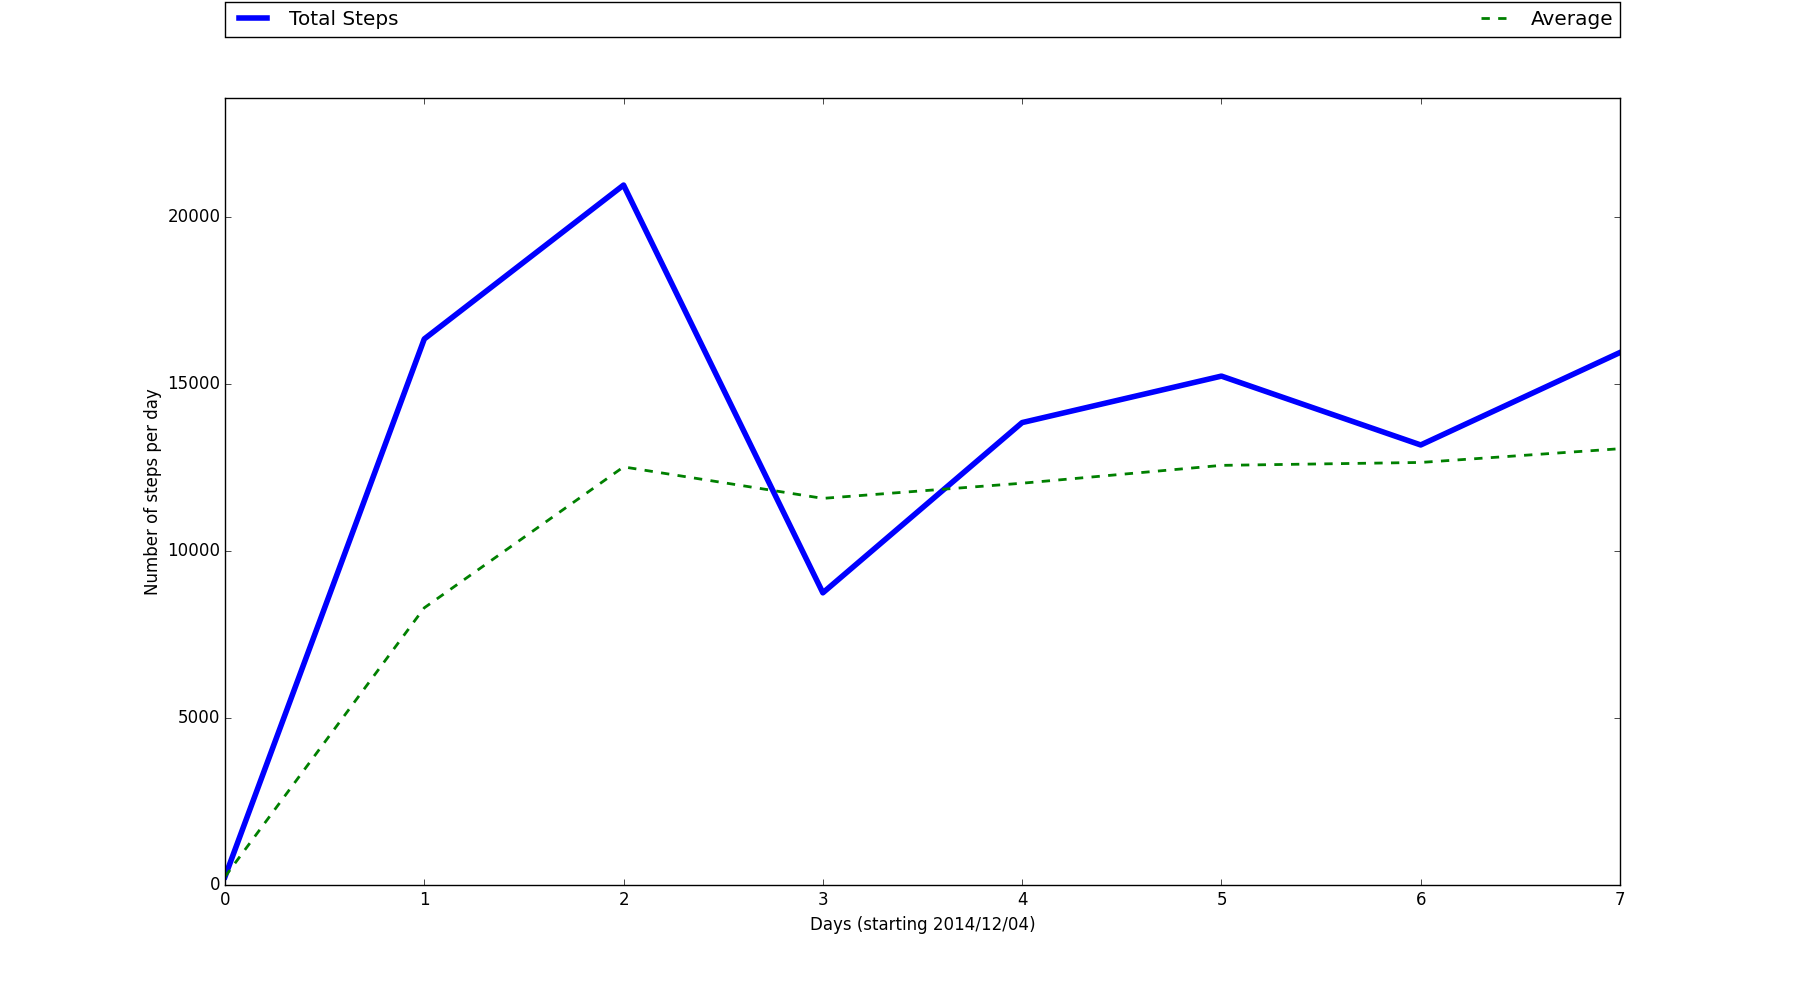 Total Steps
Average
20000
15000
10000
5000
0
Number of steps per day
0 1 2 3 4 5 6 7
Days (starting 2014/12/04)